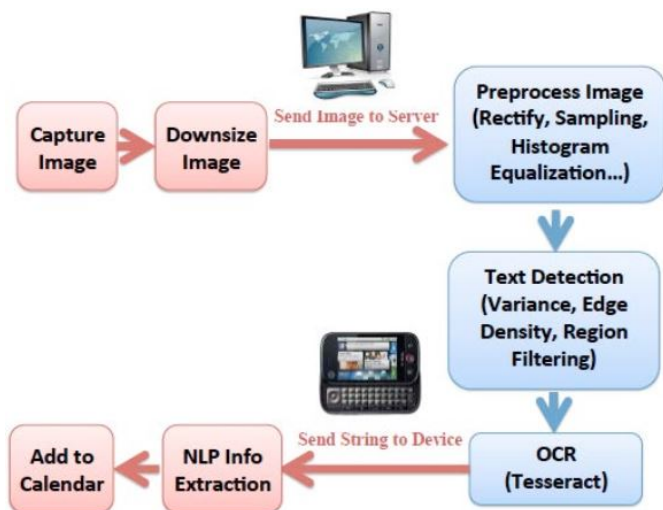 Capture
Image
Downsize
Image
Send Image to Server
Preprocess Image
(Rectify, Sampling,
Histogram
Equalization...)
Text Detection
(Variance, Edge
Density, Region
Filtering)
Send String to Device
OCR
(Tesseract)
NLP Info
Extraction
Add to
Calendar